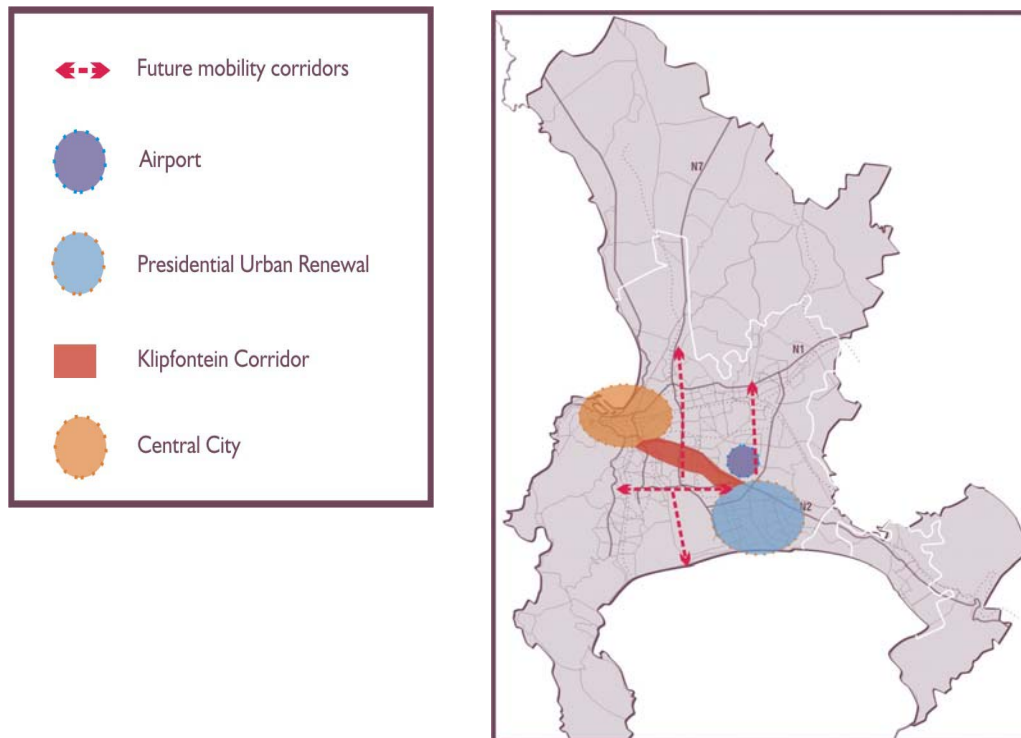 Future mobility corridors
Airport
Presidential Urban Renewal
Klipfontein Corridor
Central City
N7
N1
N2